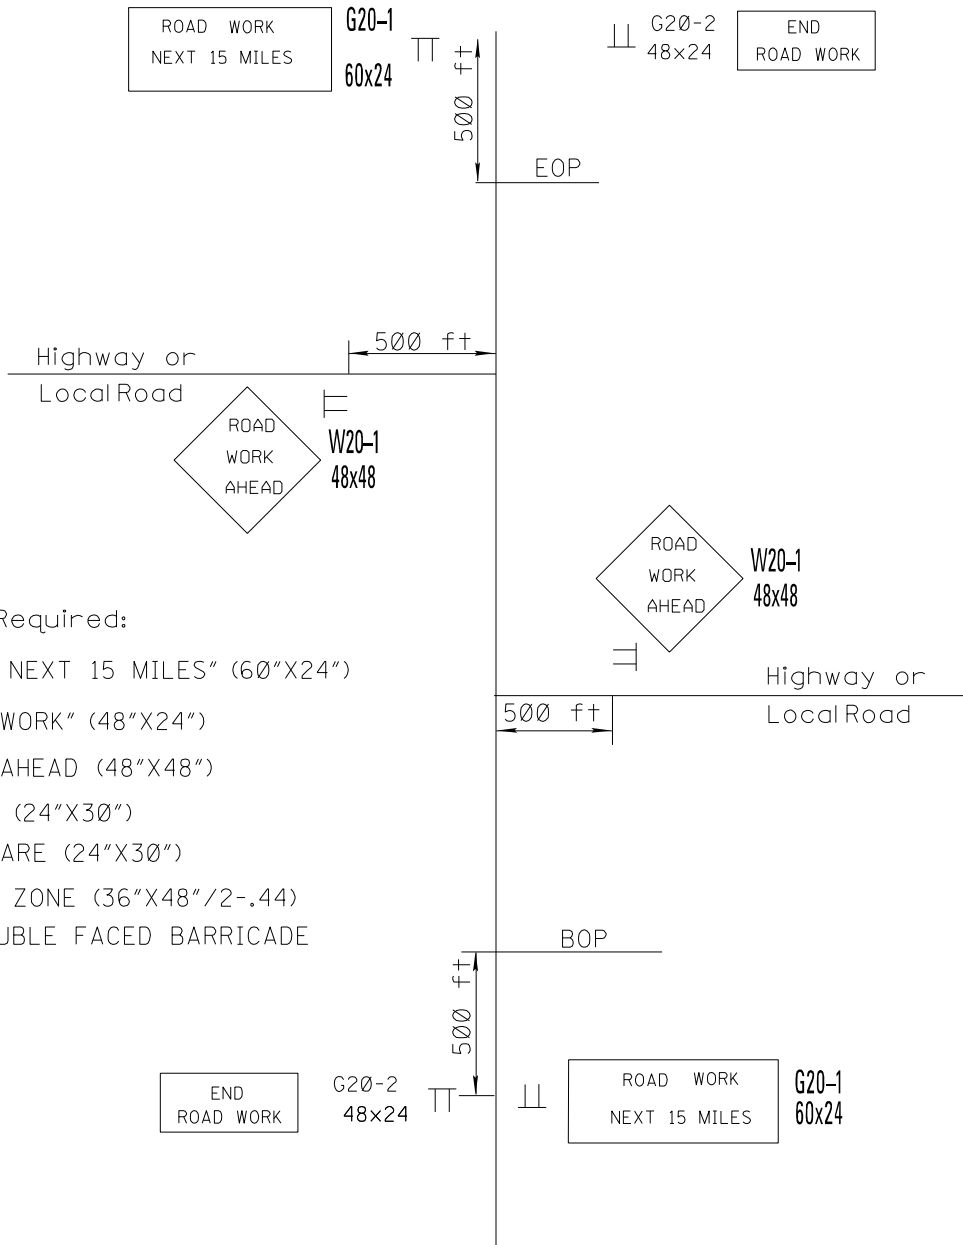 ROAD WORK
NEXT 15 MILES
G20-1
60x24
500 ft
G20-2
48x24
END
ROAD WORK
EOP
500 ft
Highway or
Local Road
ROAD
WORK
AHEAD
W20-1
48x48
ROAD
WORK
AHEAD
W20-1
48x48
Required:
NEXT 15 MILES" (60"X24")
WORK" (48"X24")
AHEAD (48"X48")
(24"X30")
ARE (24"X30")
ZONE (36"X48"/2-.44)
UBLE FACED BARRICADE
500 ft
Highway or
Local Road
BOP
500 ft
END
ROAD WORK
G20-2
48x24
ROAD WORK
NEXT 15 MILES
G20-1
60x24